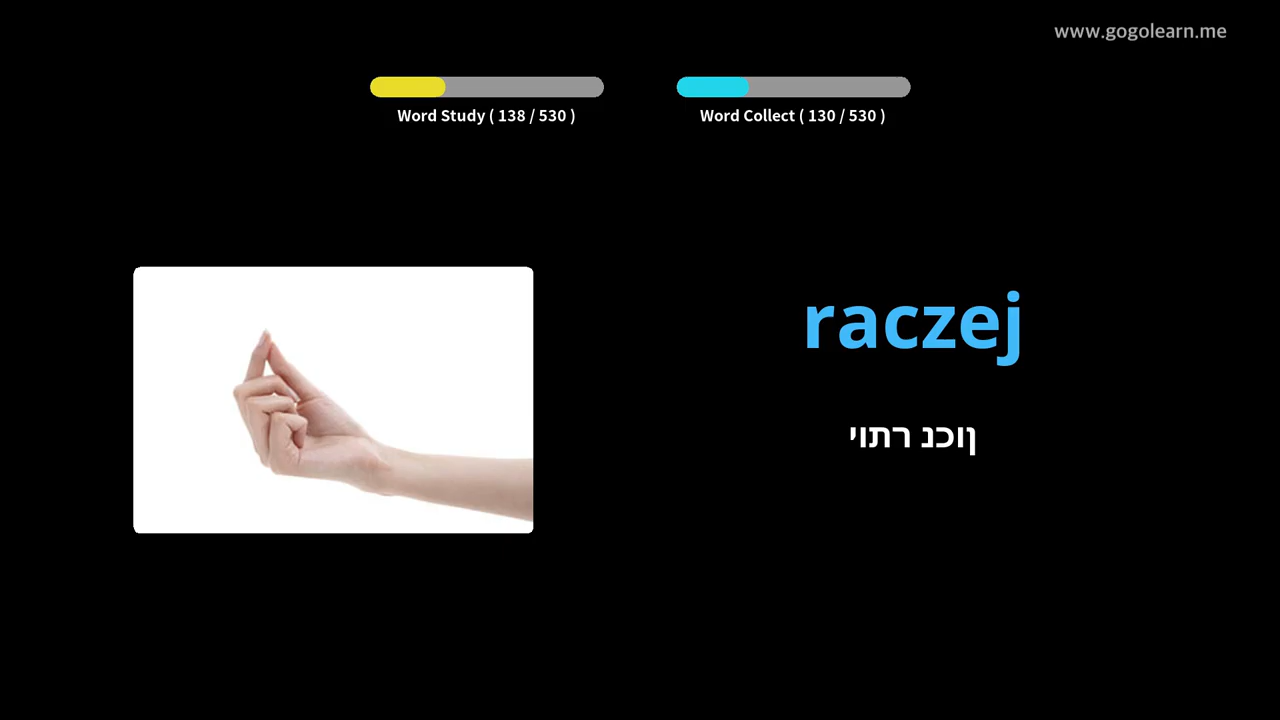 www.gogolearn.me
Word Study ( 138 / 530 )
Word Collect ( 130 / 530 )
raczej
ןוכנ רתוי